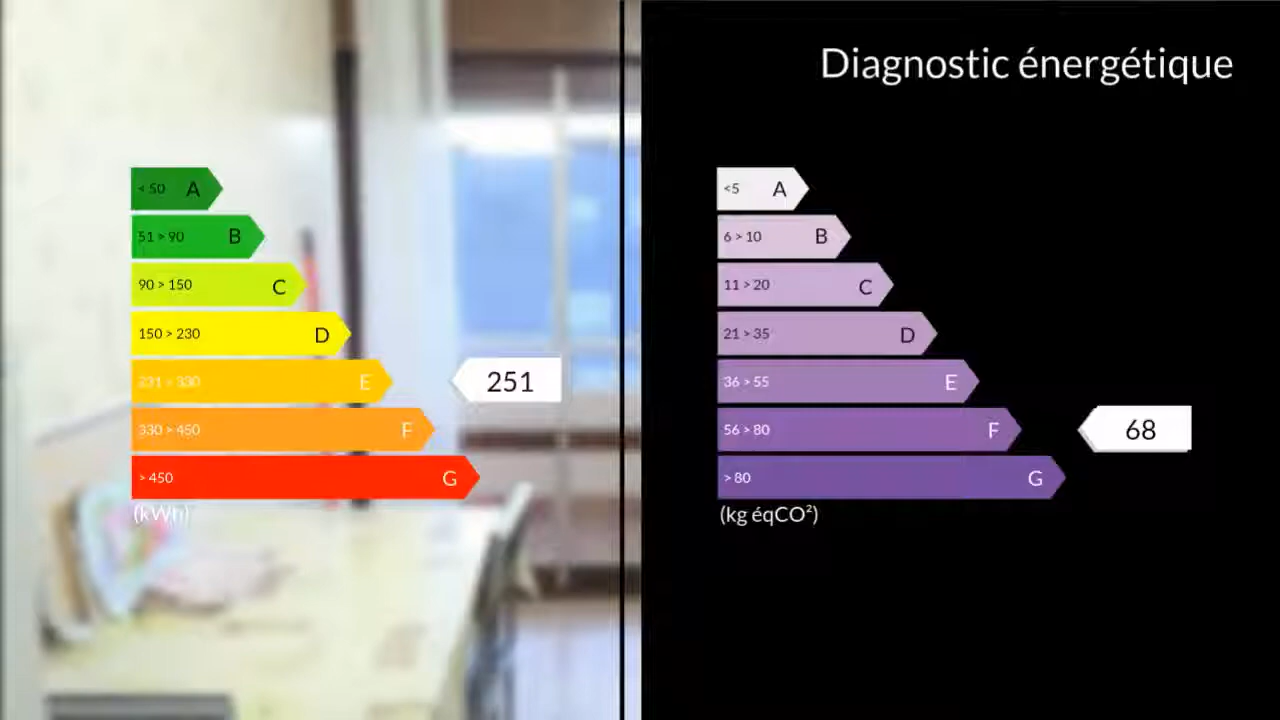 Diagnostic énergétique
< 50 A
51 > 90 B
90 > 150 C
150 > 230 D
231 > 330 E
251
330 > 450 F
> 450 G
(kWh)
<5 A
6 > 10 B
11 > 20 C
21 > 35 D
36 > 55 E
56 > 80 F
68
> 80 G
(kg éqCO²)